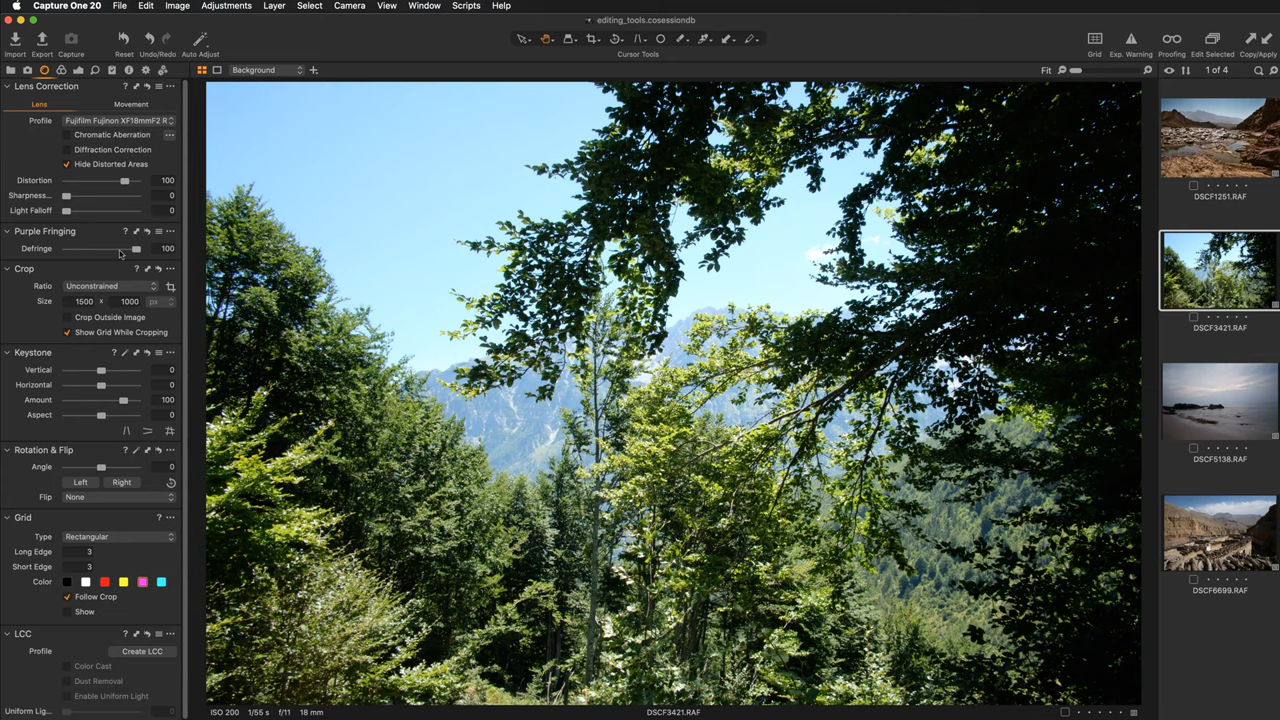 Capture One 20 File Edit Image Adjustments Layer Select Camera View Window Scripts Help
editing_tools.cosessiondb
Import Export Capture Reset Undo/Redo Auto Adjust Cursor Tools Grid Exp. Warning Proofing Edit Selected Copy/Apply
Background Fit 1 of 4
Lens Correction ?
Lens Movement
Profile Fujifilm Fujinon XF18mmF2 R
Chromatic Aberration
Diffraction Correction
Hide Distorted Areas
Distortion 100
Sharpness... 0
Light Falloff 0
Purple Fringing ?
Defringe 100
Crop ?
Ratio Unconstrained
Size 1500 x 1000 px
Crop Outside Image
Show Grid While Cropping
Keystone ?
Vertical 0
Horizontal 0
Amount 100
Aspect 0
Rotation & Flip ?
Angle 0
Left Right
Flip None
Grid ?
Type Rectangular
Long Edge 3
Short Edge 3
Color
Follow Crop
Show
LCC ?
Profile Create LCC
Color Cast
Dust Removal
Enable Uniform Light
Uniform Lig... 0
ISO 200 1/55 s f/11 18 mm DSCF3421.RAF
DSCF1251.RAF
DSCF3421.RAF
DSCF5138.RAF
DSCF6699.RAF